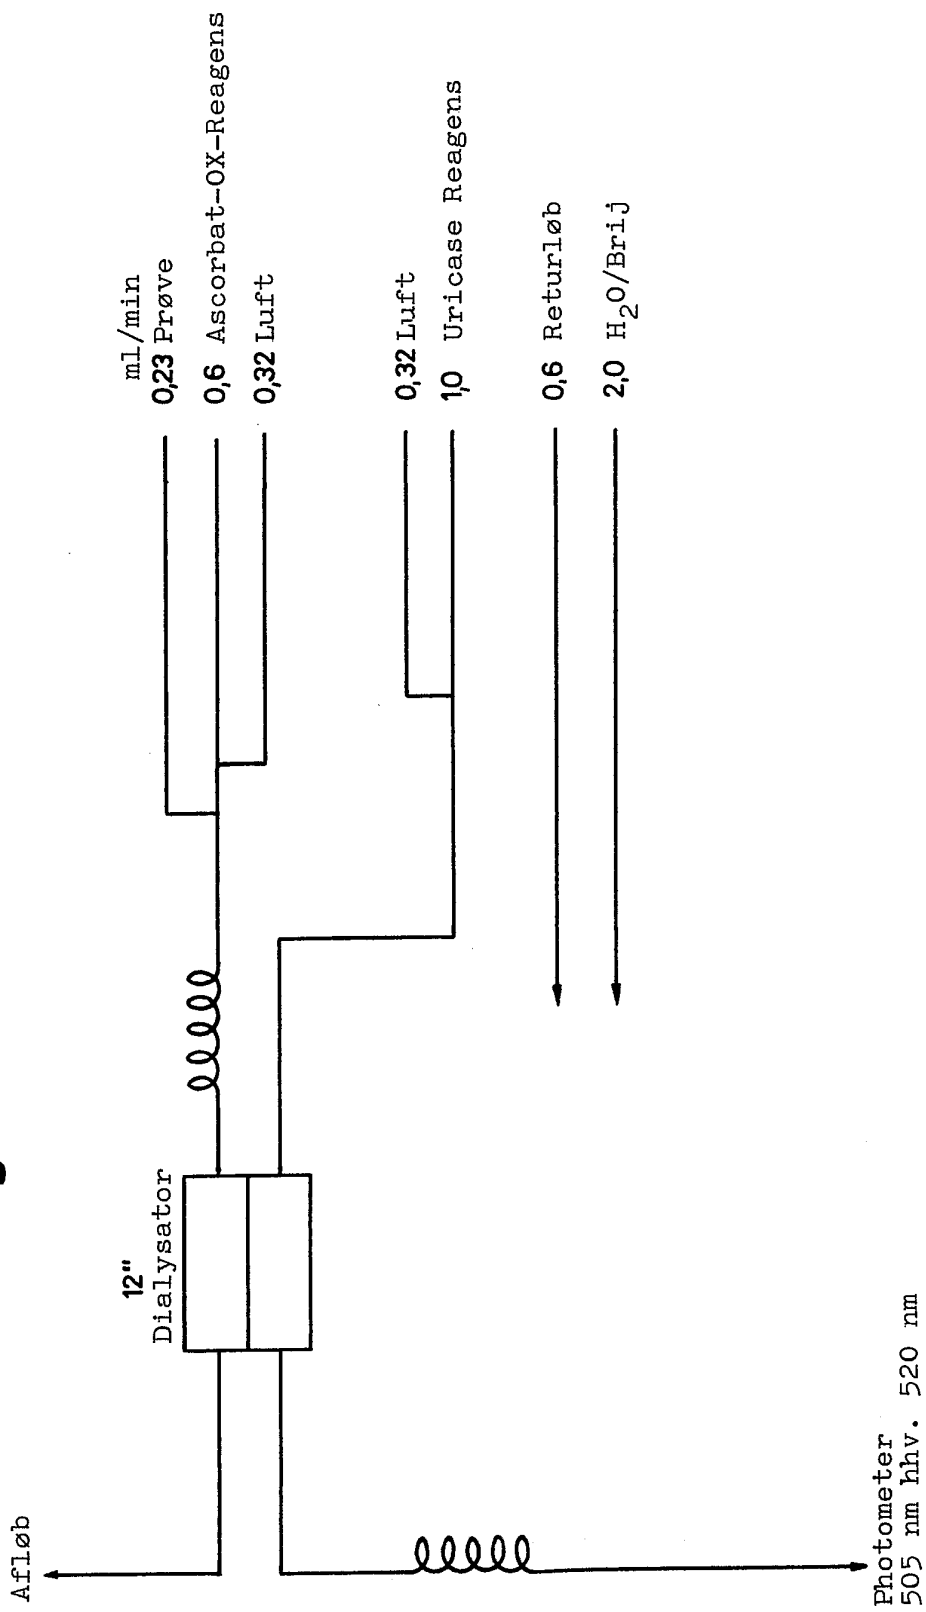 Afløb
12"
Dialysator
ml/min
0,23 Prøve
0,6 Ascorbat-OX-Reagens
0,32 Luft
0,32 Luft
1,0 Uricase Reagens
0,6 Returløb
2,0 H₂O/Brij
Photometer
505 nm hhv. 520 nm